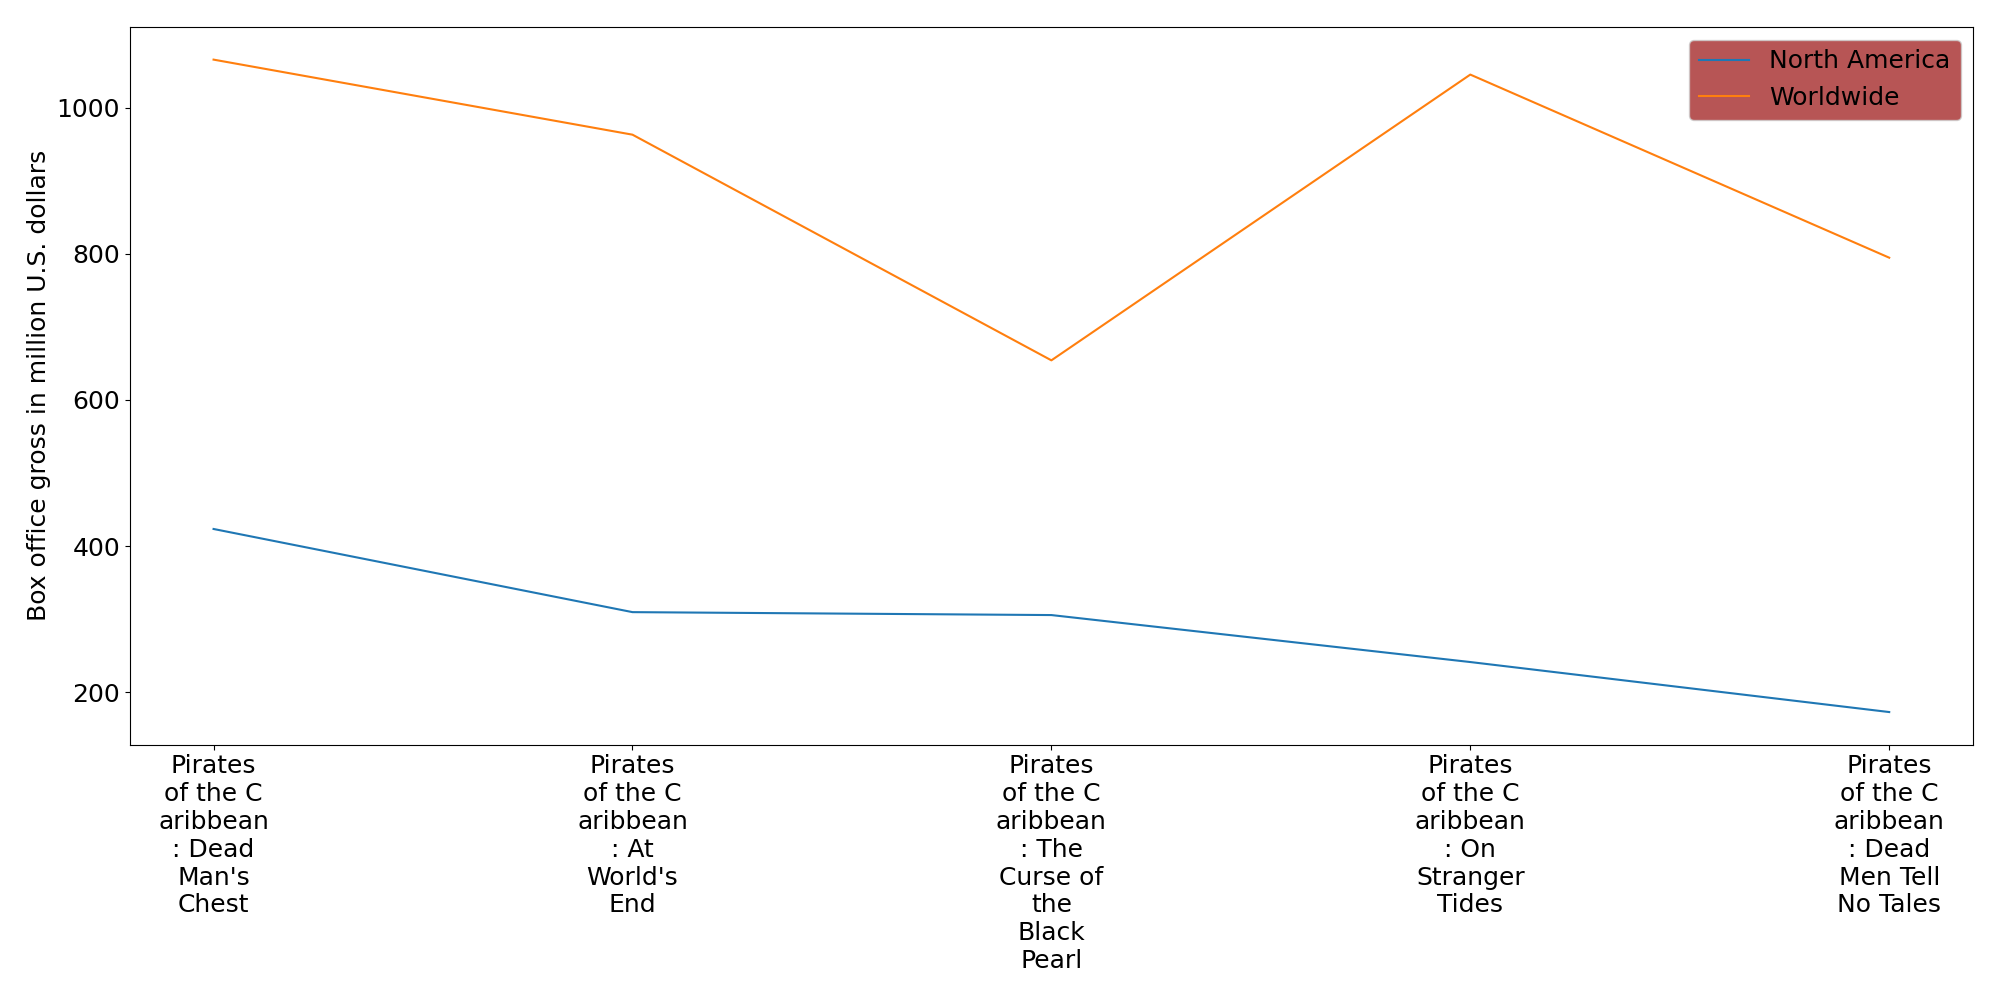 North America
Worldwide
Box office gross in million U.S. dollars
1000
800
600
400
200
Pirates
of the C
aribbean
: Dead
Man's
Chest
Pirates
of the C
aribbean
: At
World's
End
Pirates
of the C
aribbean
: The
Curse of
the
Black
Pearl
Pirates
of the C
aribbean
: On
Stranger
Tides
Pirates
of the C
aribbean
: Dead
Men Tell
No Tales